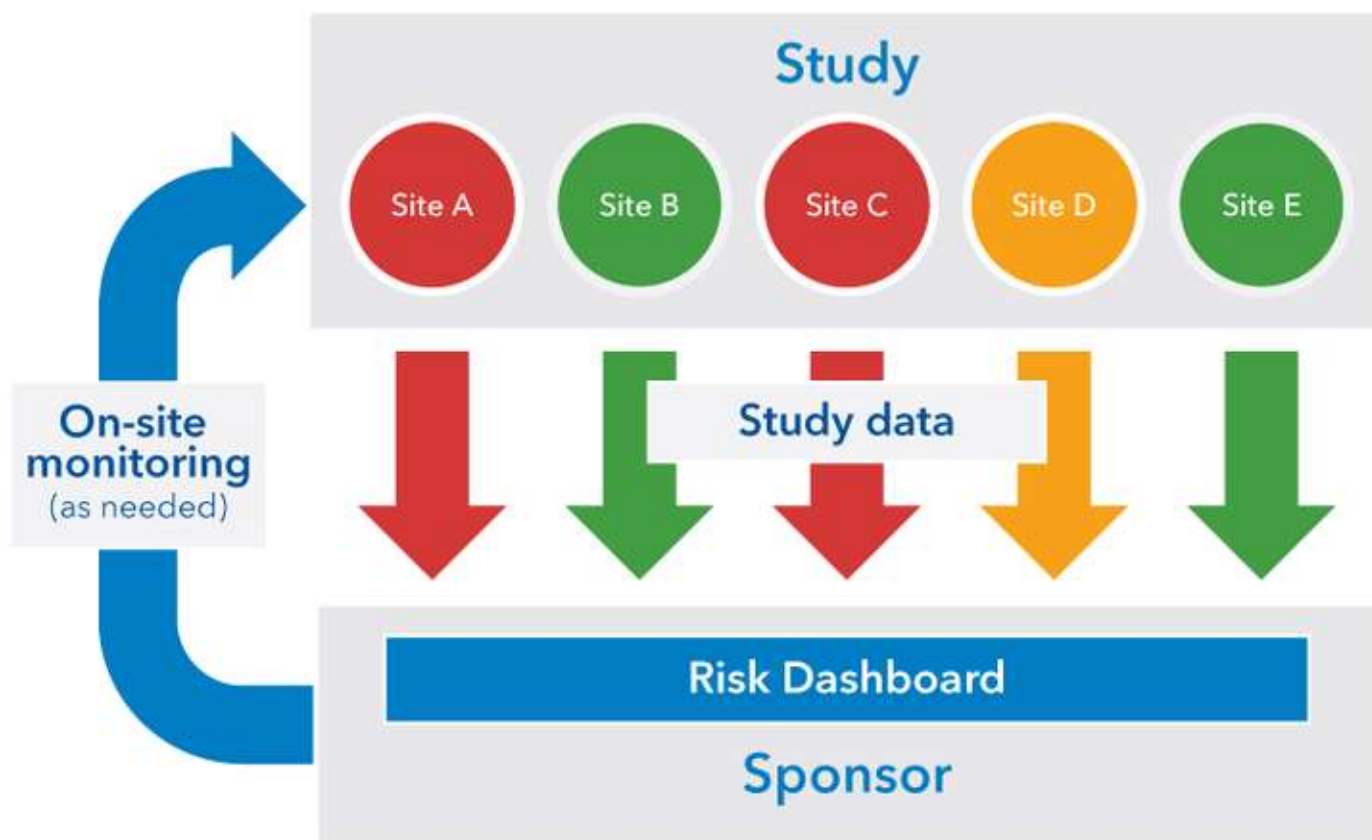 Study
Site A
Site B
Site C
Site D
Site E
On-site
monitoring
(as needed)
Study data
Risk Dashboard
Sponsor